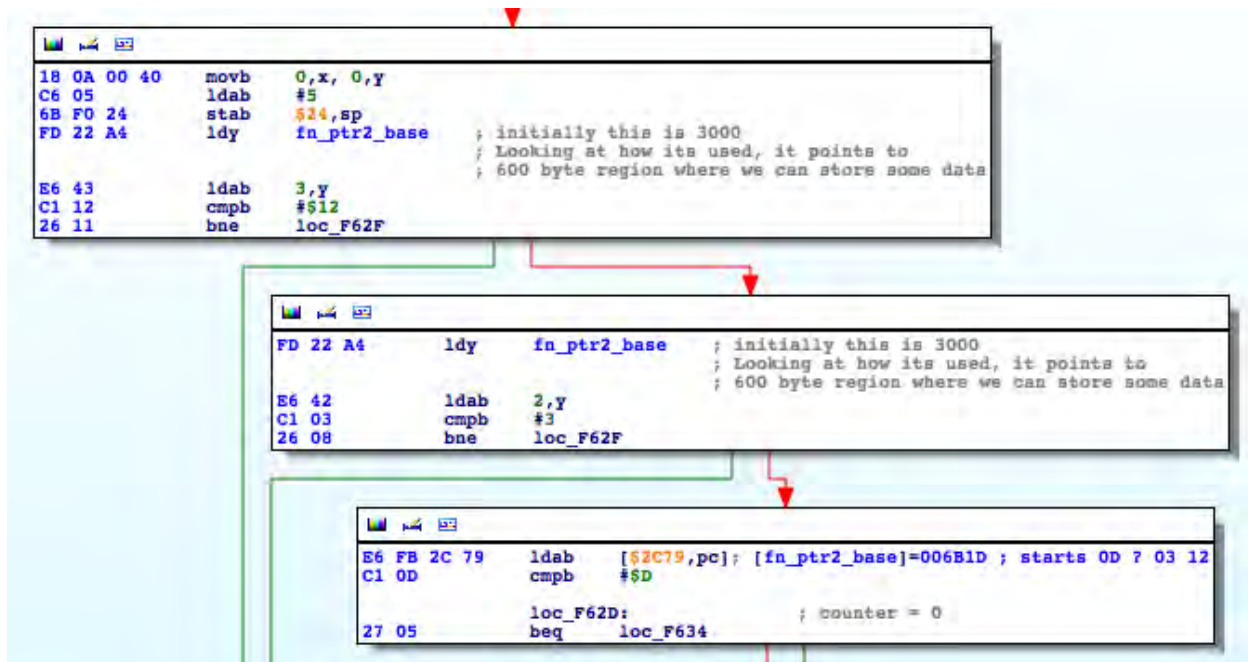 18 0A 00 40 movb 0,x, 0,y
C6 05 ldab #5
6B F0 24 stab $24,sp
FD 22 A4 ldy fn_ptr2_base ; initially this is 3000
; Looking at how its used, it points to
; 600 byte region where we can store some data
E6 43 ldab 3,y
C1 12 cmpb #$12
26 11 bne loc_F62F
FD 22 A4 ldy fn_ptr2_base ; initially this is 3000
; Looking at how its used, it points to
; 600 byte region where we can store some data
E6 42 ldab 2,y
C1 03 cmpb #3
26 08 bne loc_F62F
E6 FB 2C 79 ldab [$2C79,pc]; [fn_ptr2_base]=006B1D ; starts 0D ? 03 12
C1 0D cmpb #$D
loc_F62D: ; counter = 0
27 05 beq loc_F634